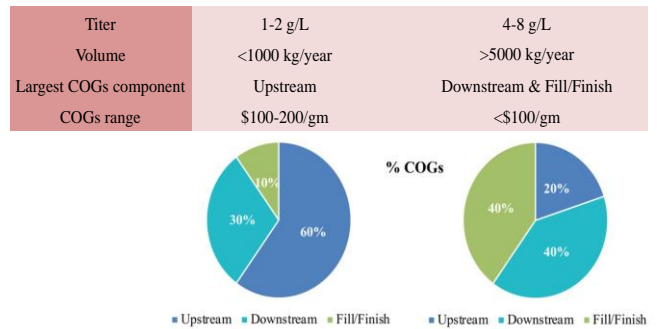 Titer 1-2 g/L 4-8 g/L
Volume <1000 kg/year >5000 kg/year
Largest COGs component Upstream Downstream & Fill/Finish
COGs range $100-200/gm <$100/gm
% COGs
10%
30%
60%
20%
40%
40%
Upstream Downstream Fill/Finish
Upstream Downstream Fill/Finish